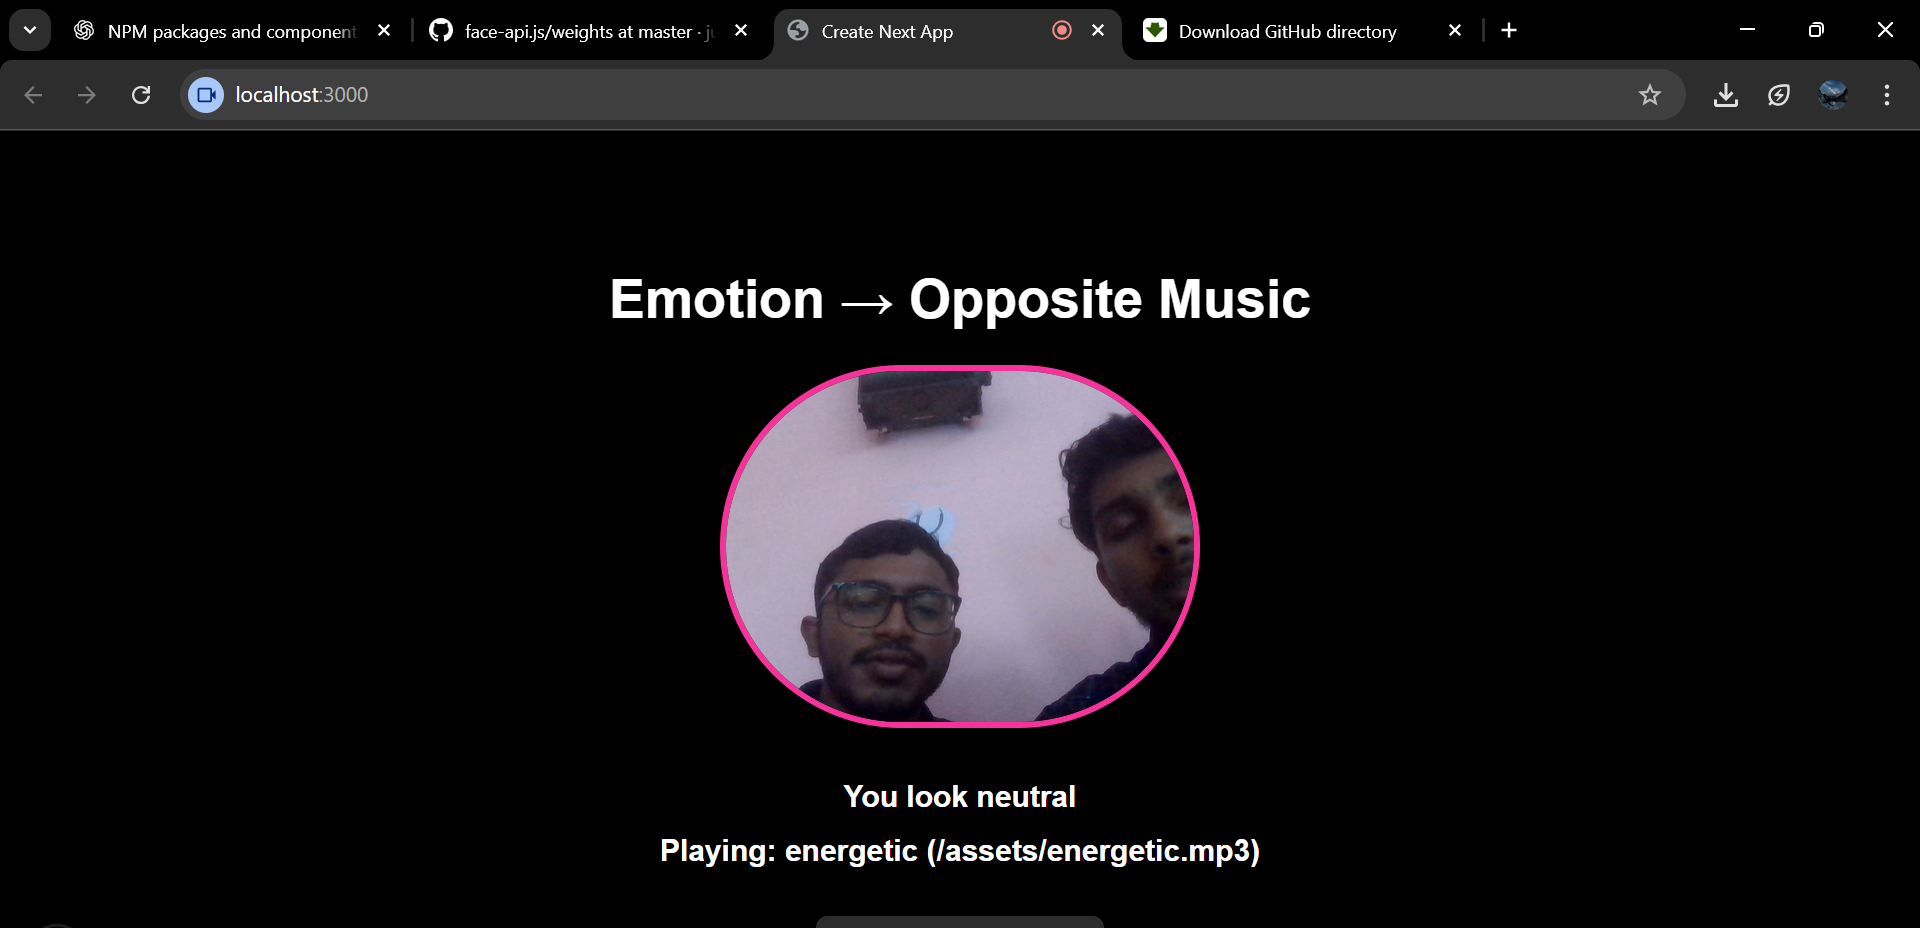 NPM packages and component
face-api.js/weights at master · ju
Create Next App
Download GitHub directory
localhost:3000
Emotion → Opposite Music
You look neutral
Playing: energetic (/assets/energetic.mp3)